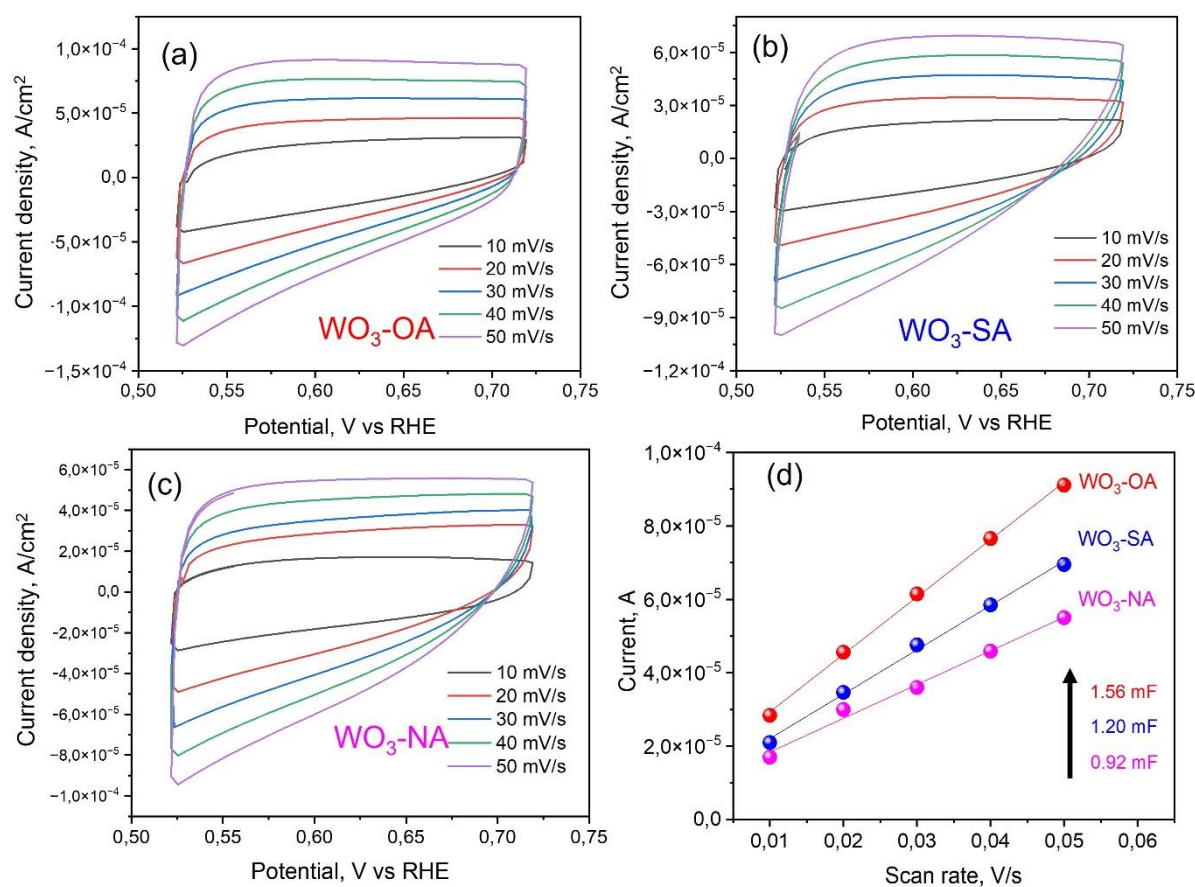 (a)
Current density, A/cm²
1,0×10⁻⁴
5,0×10⁻⁵
0,0
−5,0×10⁻⁵
−1,0×10⁻⁴
−1,5×10⁻⁴
10 mV/s
20 mV/s
30 mV/s
40 mV/s
50 mV/s
WO₃-OA
0,50 0,55 0,60 0,65 0,70 0,75
Potential, V vs RHE
(b)
Current density, A/cm²
6,0×10⁻⁵
3,0×10⁻⁵
0,0
−3,0×10⁻⁵
−6,0×10⁻⁵
−9,0×10⁻⁵
−1,2×10⁻⁴
10 mV/s
20 mV/s
30 mV/s
40 mV/s
50 mV/s
WO₃-SA
0,50 0,55 0,60 0,65 0,70 0,75
Potential, V vs RHE
(c)
Current density, A/cm²
6,0×10⁻⁵
4,0×10⁻⁵
2,0×10⁻⁵
0,0
−2,0×10⁻⁵
−4,0×10⁻⁵
−6,0×10⁻⁵
−8,0×10⁻⁵
−1,0×10⁻⁴
10 mV/s
20 mV/s
30 mV/s
40 mV/s
50 mV/s
WO₃-NA
0,50 0,55 0,60 0,65 0,70 0,75
Potential, V vs RHE
(d)
Current, A
1,0×10⁻⁴
8,0×10⁻⁵
6,0×10⁻⁵
4,0×10⁻⁵
2,0×10⁻⁵
0,0
WO₃-OA
WO₃-SA
WO₃-NA
1.56 mF
1.20 mF
0.92 mF
0,01 0,02 0,03 0,04 0,05 0,06
Scan rate, V/s